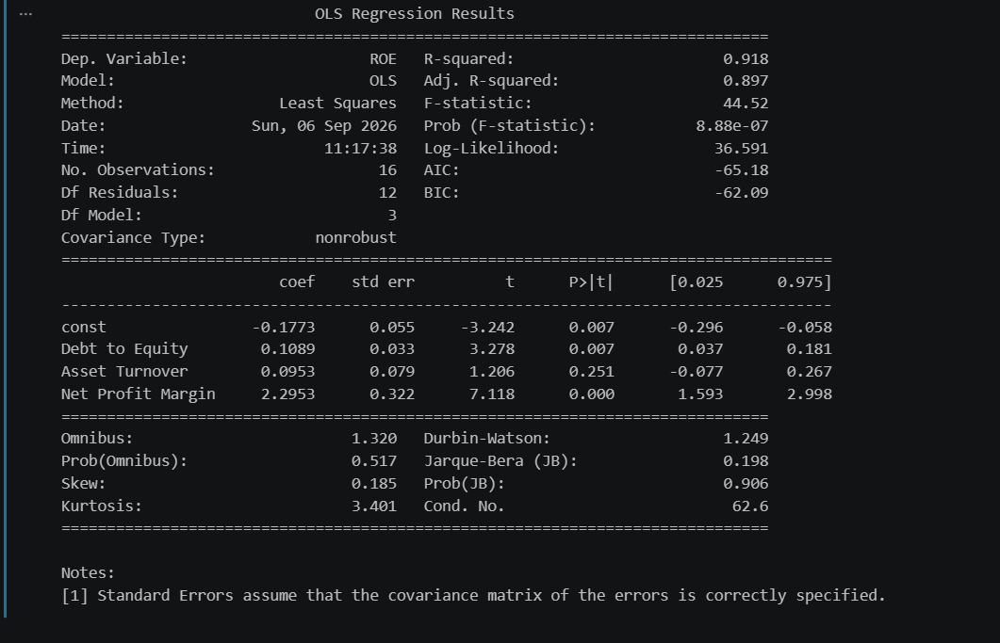 ...
OLS Regression Results
==============================================================================
Dep. Variable: ROE R-squared: 0.918
Model: OLS Adj. R-squared: 0.897
Method: Least Squares F-statistic: 44.52
Date: Sun, 06 Sep 2026 Prob (F-statistic): 8.88e-07
Time: 11:17:38 Log-Likelihood: 36.591
No. Observations: 16 AIC: -65.18
Df Residuals: 12 BIC: -62.09
Df Model: 3
Covariance Type: nonrobust
=====================================================================================
coef std err t P>|t| [0.025 0.975]
-------------------------------------------------------------------------------------
const -0.1773 0.055 -3.242 0.007 -0.296 -0.058
Debt to Equity 0.1089 0.033 3.278 0.007 0.037 0.181
Asset Turnover 0.0953 0.079 1.206 0.251 -0.077 0.267
Net Profit Margin 2.2953 0.322 7.118 0.000 1.593 2.998
==============================================================================
Omnibus: 1.320 Durbin-Watson: 1.249
Prob(Omnibus): 0.517 Jarque-Bera (JB): 0.198
Skew: 0.185 Prob(JB): 0.906
Kurtosis: 3.401 Cond. No. 62.6
==============================================================================
Notes:
[1] Standard Errors assume that the covariance matrix of the errors is correctly specified.